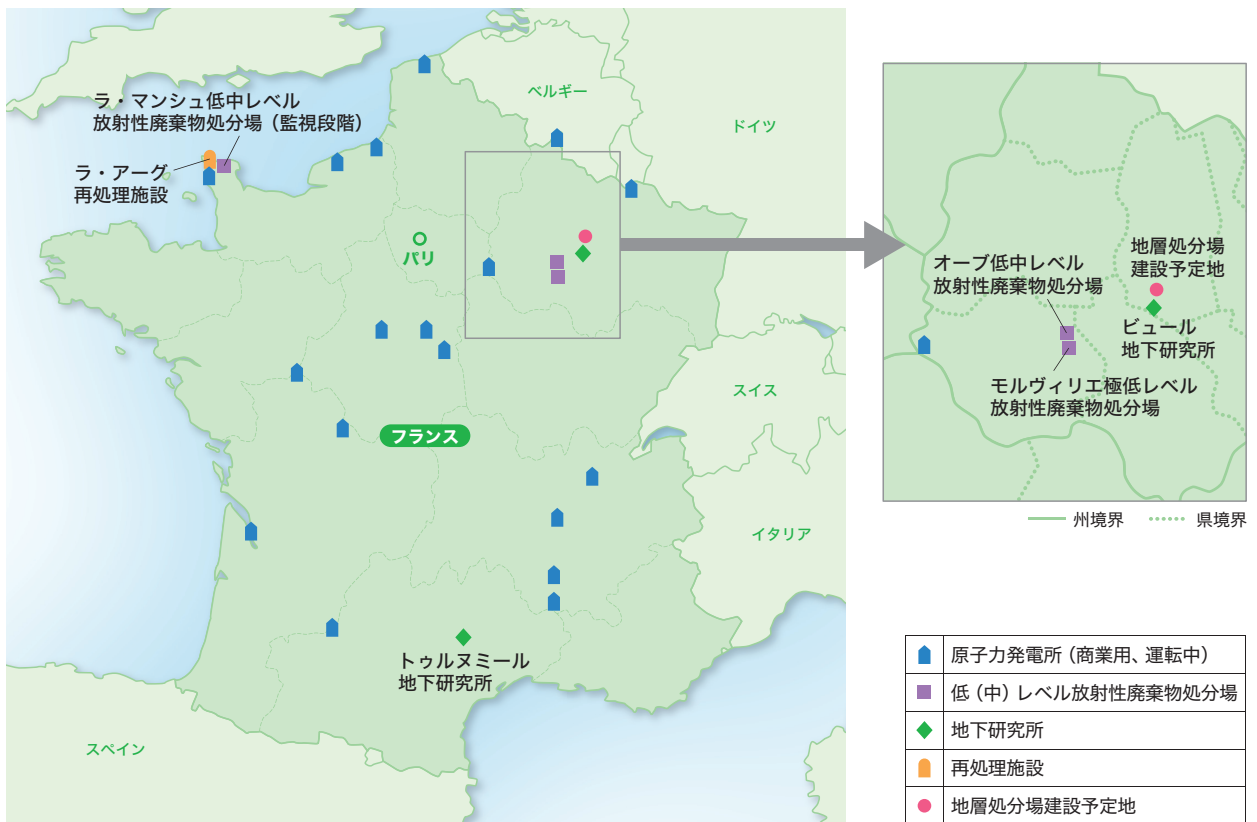 ラ・マンシュ低中レベル
放射性廃棄物処分場（監視段階）
ラ・アーグ
再処理施設
ベルギー
ドイツ
パリ
フランス
スイス
イタリア
トゥルヌミール
地下研究所
スペイン
オーブ低中レベル
放射性廃棄物処分場
地層処分場
建設予定地
ビュール
地下研究所
モルヴィリエ極低レベル
放射性廃棄物処分場
州境界
県境界
原子力発電所（商業用、運転中）
低（中）レベル放射性廃棄物処分場
地下研究所
再処理施設
地層処分場建設予定地